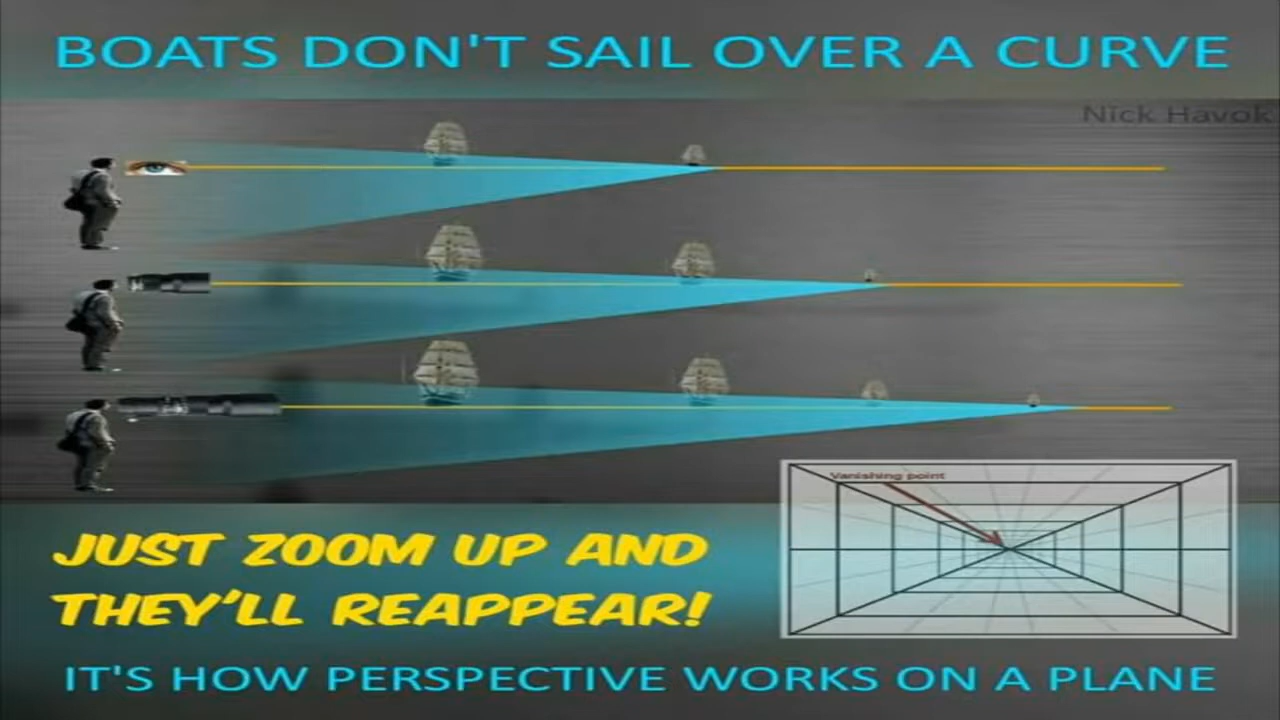 BOATS DON'T SAIL OVER A CURVE
Nick Havok
Vanishing point
JUST ZOOM UP AND
THEY'LL REAPPEAR!
IT'S HOW PERSPECTIVE WORKS ON A PLANE